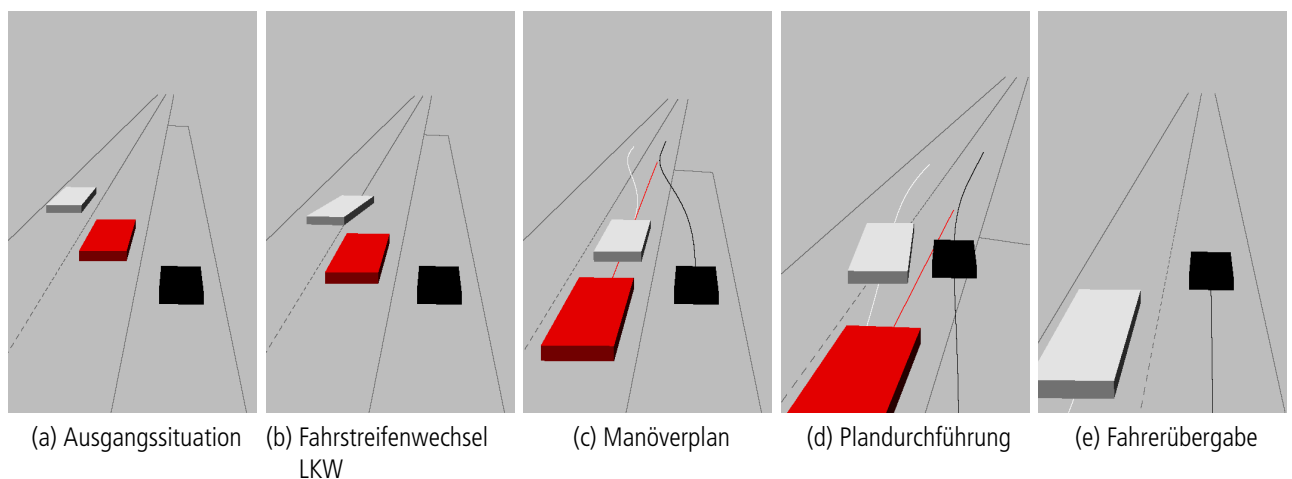 (a) Ausgangssituation
(b) Fahrstreifenwechsel
LKW
(c) Manöverplan
(d) Plandurchführung
(e) Fahrerübergabe